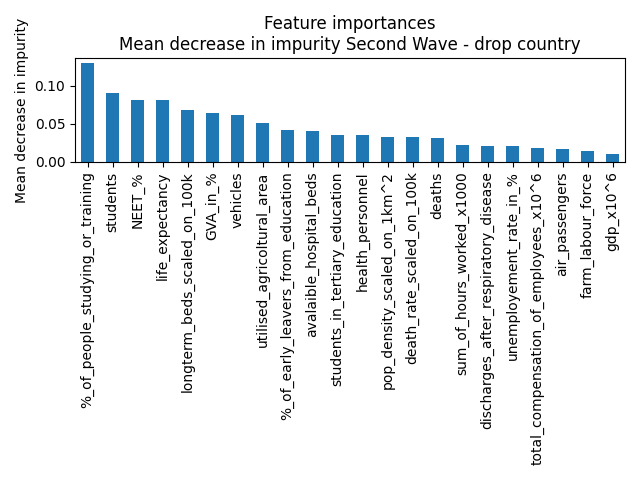 Feature importances
Mean decrease in impurity Second Wave - drop country
Mean decrease in impurity
0.10
0.05
0.00
%_of_people_studying_or_training
students
NEET_%
life_expectancy
longterm_beds_scaled_on_100k
GVA_in_%
vehicles
utilised_agricoltural_area
%_of_early_leavers_from_education
avalaible_hospital_beds
students_in_tertiary_education
health_personnel
pop_density_scaled_on_1km^2
death_rate_scaled_on_100k
deaths
sum_of_hours_worked_x1000
discharges_after_respiratory_disease
unemployement_rate_in_%
total_compensation_of_employees_x10^6
air_passengers
farm_labour_force
gdp_x10^6